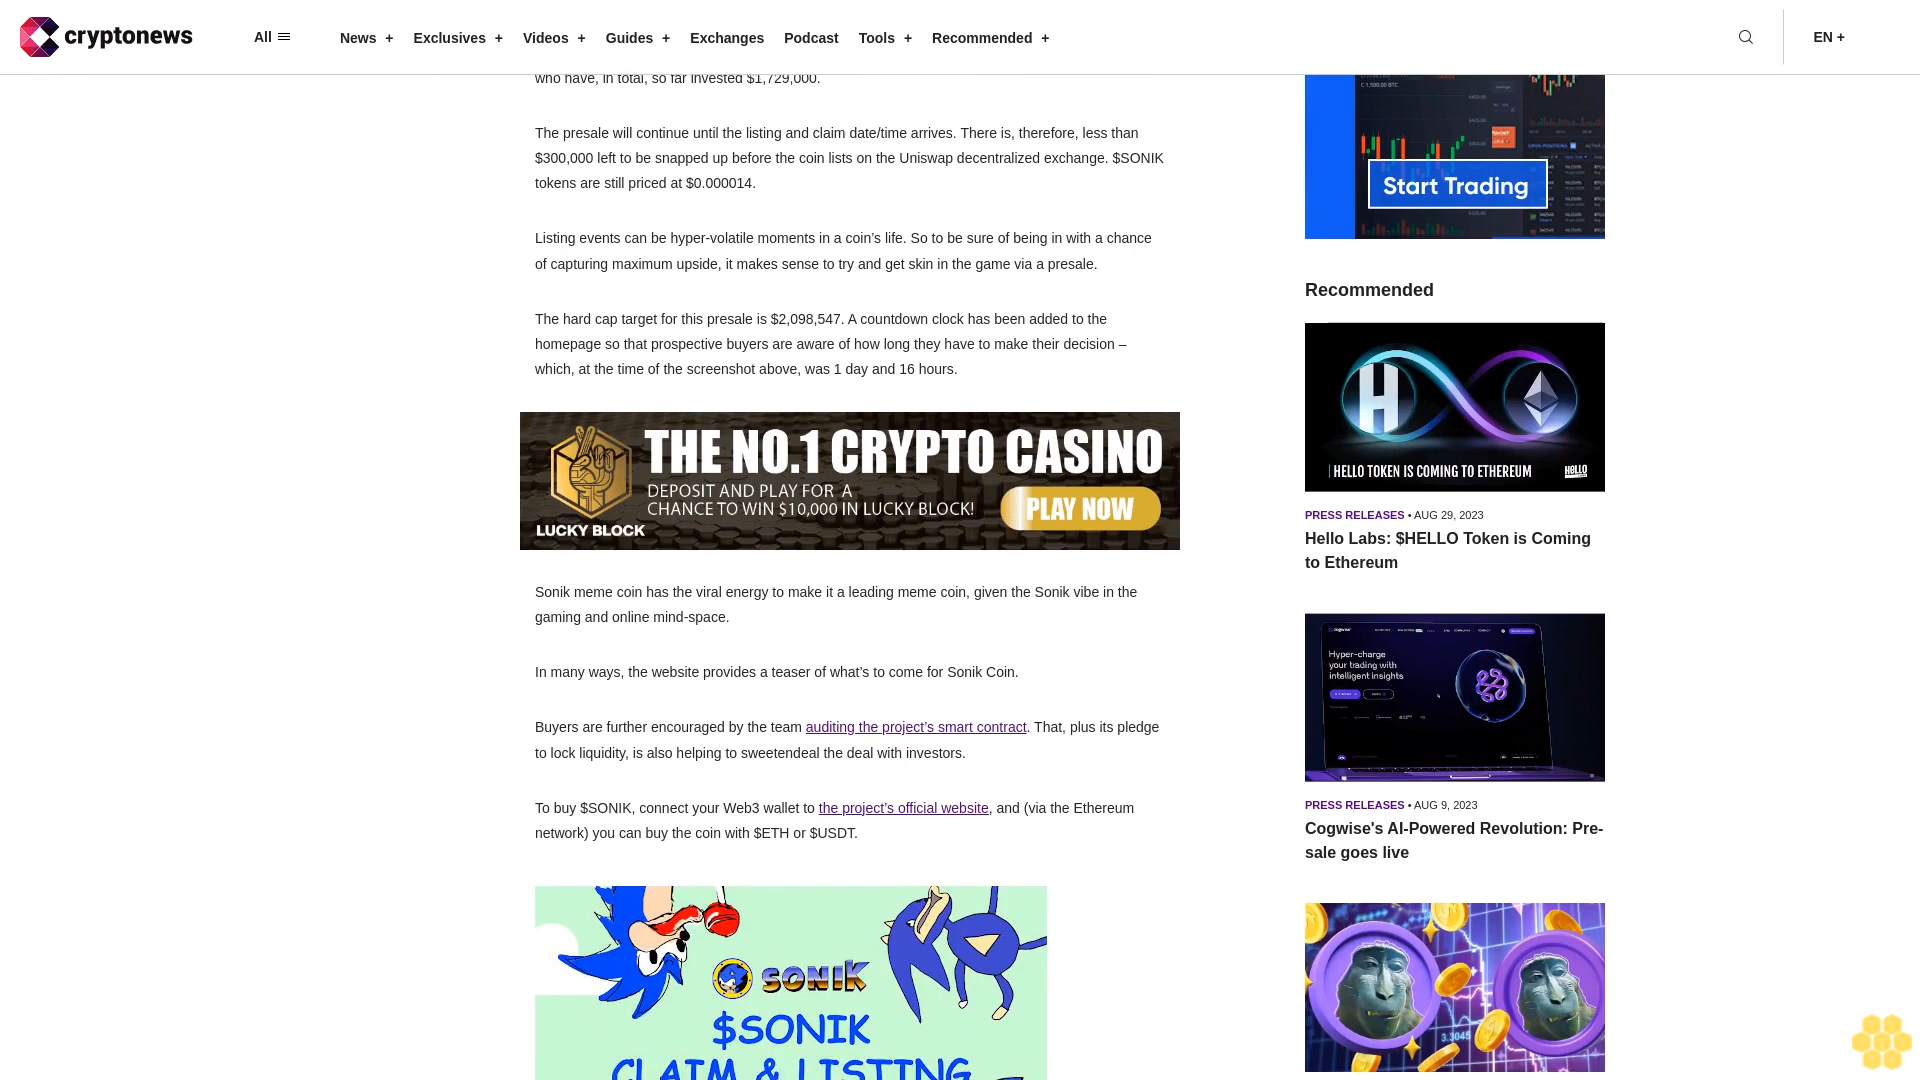 cryptonews
All
News +
Exclusives +
Videos +
Guides +
Exchanges
Podcast
Tools +
Recommended +
EN +
who have, in total, so far invested $1,729,000.
The presale will continue until the listing and claim date/time arrives. There is, therefore, less than
$300,000 left to be snapped up before the coin lists on the Uniswap decentralized exchange. $SONIK
tokens are still priced at $0.000014.
Listing events can be hyper-volatile moments in a coin’s life. So to be sure of being in with a chance
of capturing maximum upside, it makes sense to try and get skin in the game via a presale.
The hard cap target for this presale is $2,098,547. A countdown clock has been added to the
homepage so that prospective buyers are aware of how long they have to make their decision –
which, at the time of the screenshot above, was 1 day and 16 hours.
THE NO.1 CRYPTO CASINO
DEPOSIT AND PLAY FOR A
CHANCE TO WIN $10,000 IN LUCKY BLOCK!
PLAY NOW
LUCKY BLOCK
Sonik meme coin has the viral energy to make it a leading meme coin, given the Sonik vibe in the
gaming and online mind-space.
In many ways, the website provides a teaser of what’s to come for Sonik Coin.
Buyers are further encouraged by the team auditing the project’s smart contract. That, plus its pledge
to lock liquidity, is also helping to sweetendeal the deal with investors.
To buy $SONIK, connect your Web3 wallet to the project’s official website, and (via the Ethereum
network) you can buy the coin with $ETH or $USDT.
SONIK
$SONIK
CLAIM & LISTING
Start Trading
Recommended
H
HELLO TOKEN IS COMING TO ETHEREUM
HELLO
PRESS RELEASES • AUG 29, 2023
Hello Labs: $HELLO Token is Coming
to Ethereum
Hyper-charge
your trading with
intelligent insights
PRESS RELEASES • AUG 9, 2023
Cogwise's AI-Powered Revolution: Pre-
sale goes live
3.3045